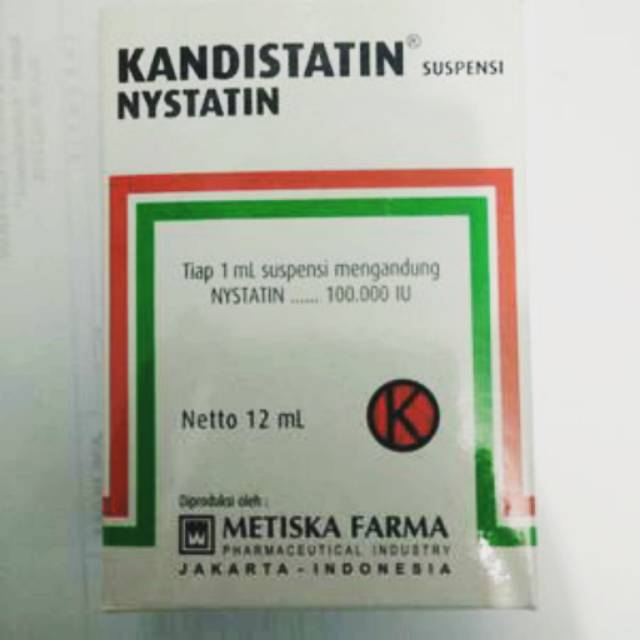 KANDISTATIN® SUSPENSI
NYSTATIN
Tiap 1 mL suspensi mengandung
NYSTATIN ...... 100.000 IU
Netto 12 mL
K
Diproduksi oleh :
METISKA FARMA
PHARMACEUTICAL INDUSTRY
JAKARTA - INDONESIA